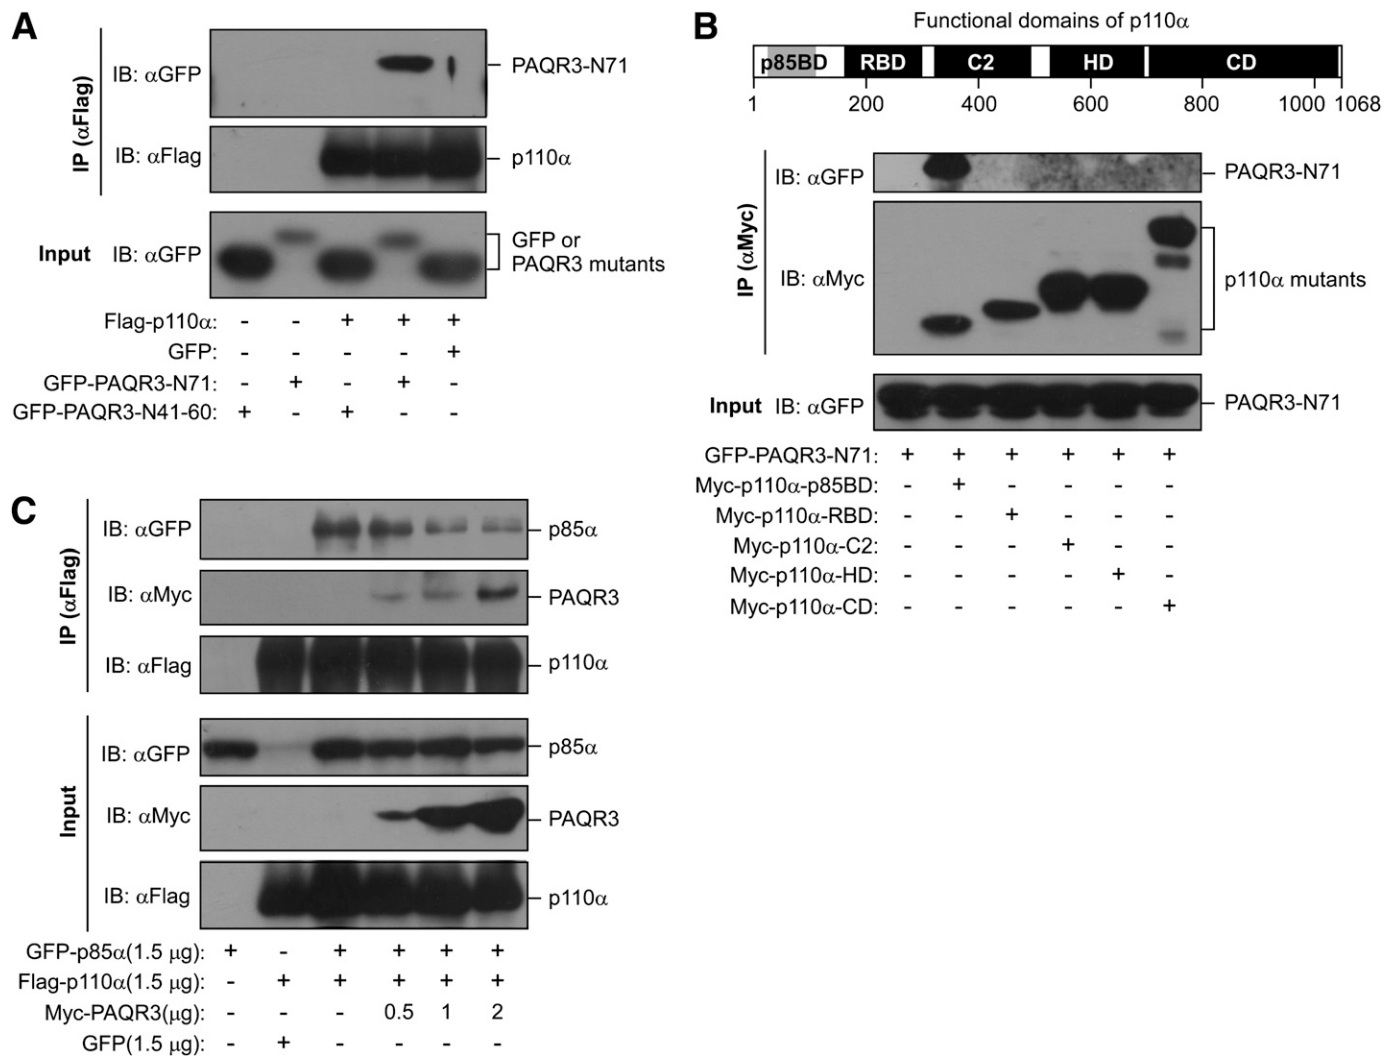 A
IP (αFlag)
IB: αGFP
PAQR3-N71
IB: αFlag
p110α
Input
IB: αGFP
GFP or
PAQR3 mutants
Flag-p110α: - - + + +
GFP: - - - - +
GFP-PAQR3-N71: - + - + -
GFP-PAQR3-N41-60: + - + - -
B
Functional domains of p110α
p85BD RBD C2 HD CD
1 200 400 600 800 1000 1068
IP (αMyc)
IB: αGFP
PAQR3-N71
IB: αMyc
p110α mutants
Input IB: αGFP
PAQR3-N71
GFP-PAQR3-N71: + + + + + +
Myc-p110α-p85BD: - + - - - -
Myc-p110α-RBD: - - + - - -
Myc-p110α-C2: - - - + - -
Myc-p110α-HD: - - - - + -
Myc-p110α-CD: - - - - - +
C
IP (αFlag)
IB: αGFP
p85α
IB: αMyc
PAQR3
IB: αFlag
p110α
Input
IB: αGFP
p85α
IB: αMyc
PAQR3
IB: αFlag
p110α
GFP-p85α(1.5 μg): + - + + + +
Flag-p110α(1.5 μg): - + + + + +
Myc-PAQR3(μg): - - - 0.5 1 2
GFP(1.5 μg): - + - - - -